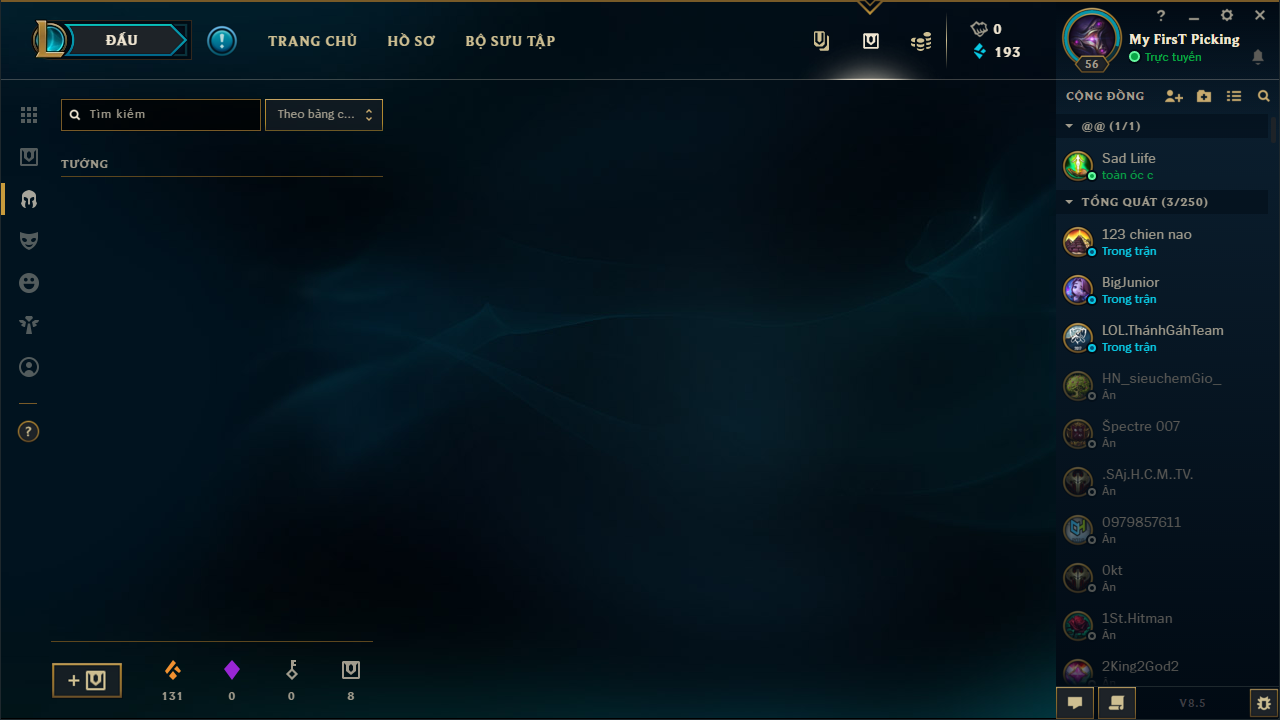 ĐẤU
!
TRANG CHỦ
HỒ SƠ
BỘ SƯU TẬP
0
193
?
56
My FirsT Picking
Trực tuyến
Tìm kiếm
Theo bảng c...
TƯỚNG
?
131
0
0
8
CỘNG ĐỒNG
@@ (1/1)
Sad Liife
toàn óc c
TỔNG QUÁT (3/250)
123 chien nao
Trong trận
BigJunior
Trong trận
LOL.ThánhGáhTeam
Trong trận
HN_sieuchemGio_
Ẩn
Špectre 007
Ẩn
.SAj.H.C.M..TV.
Ẩn
0979857611
Ẩn
0kt
Ẩn
1St.Hitman
Ẩn
2King2God2
Ẩn
V8.5